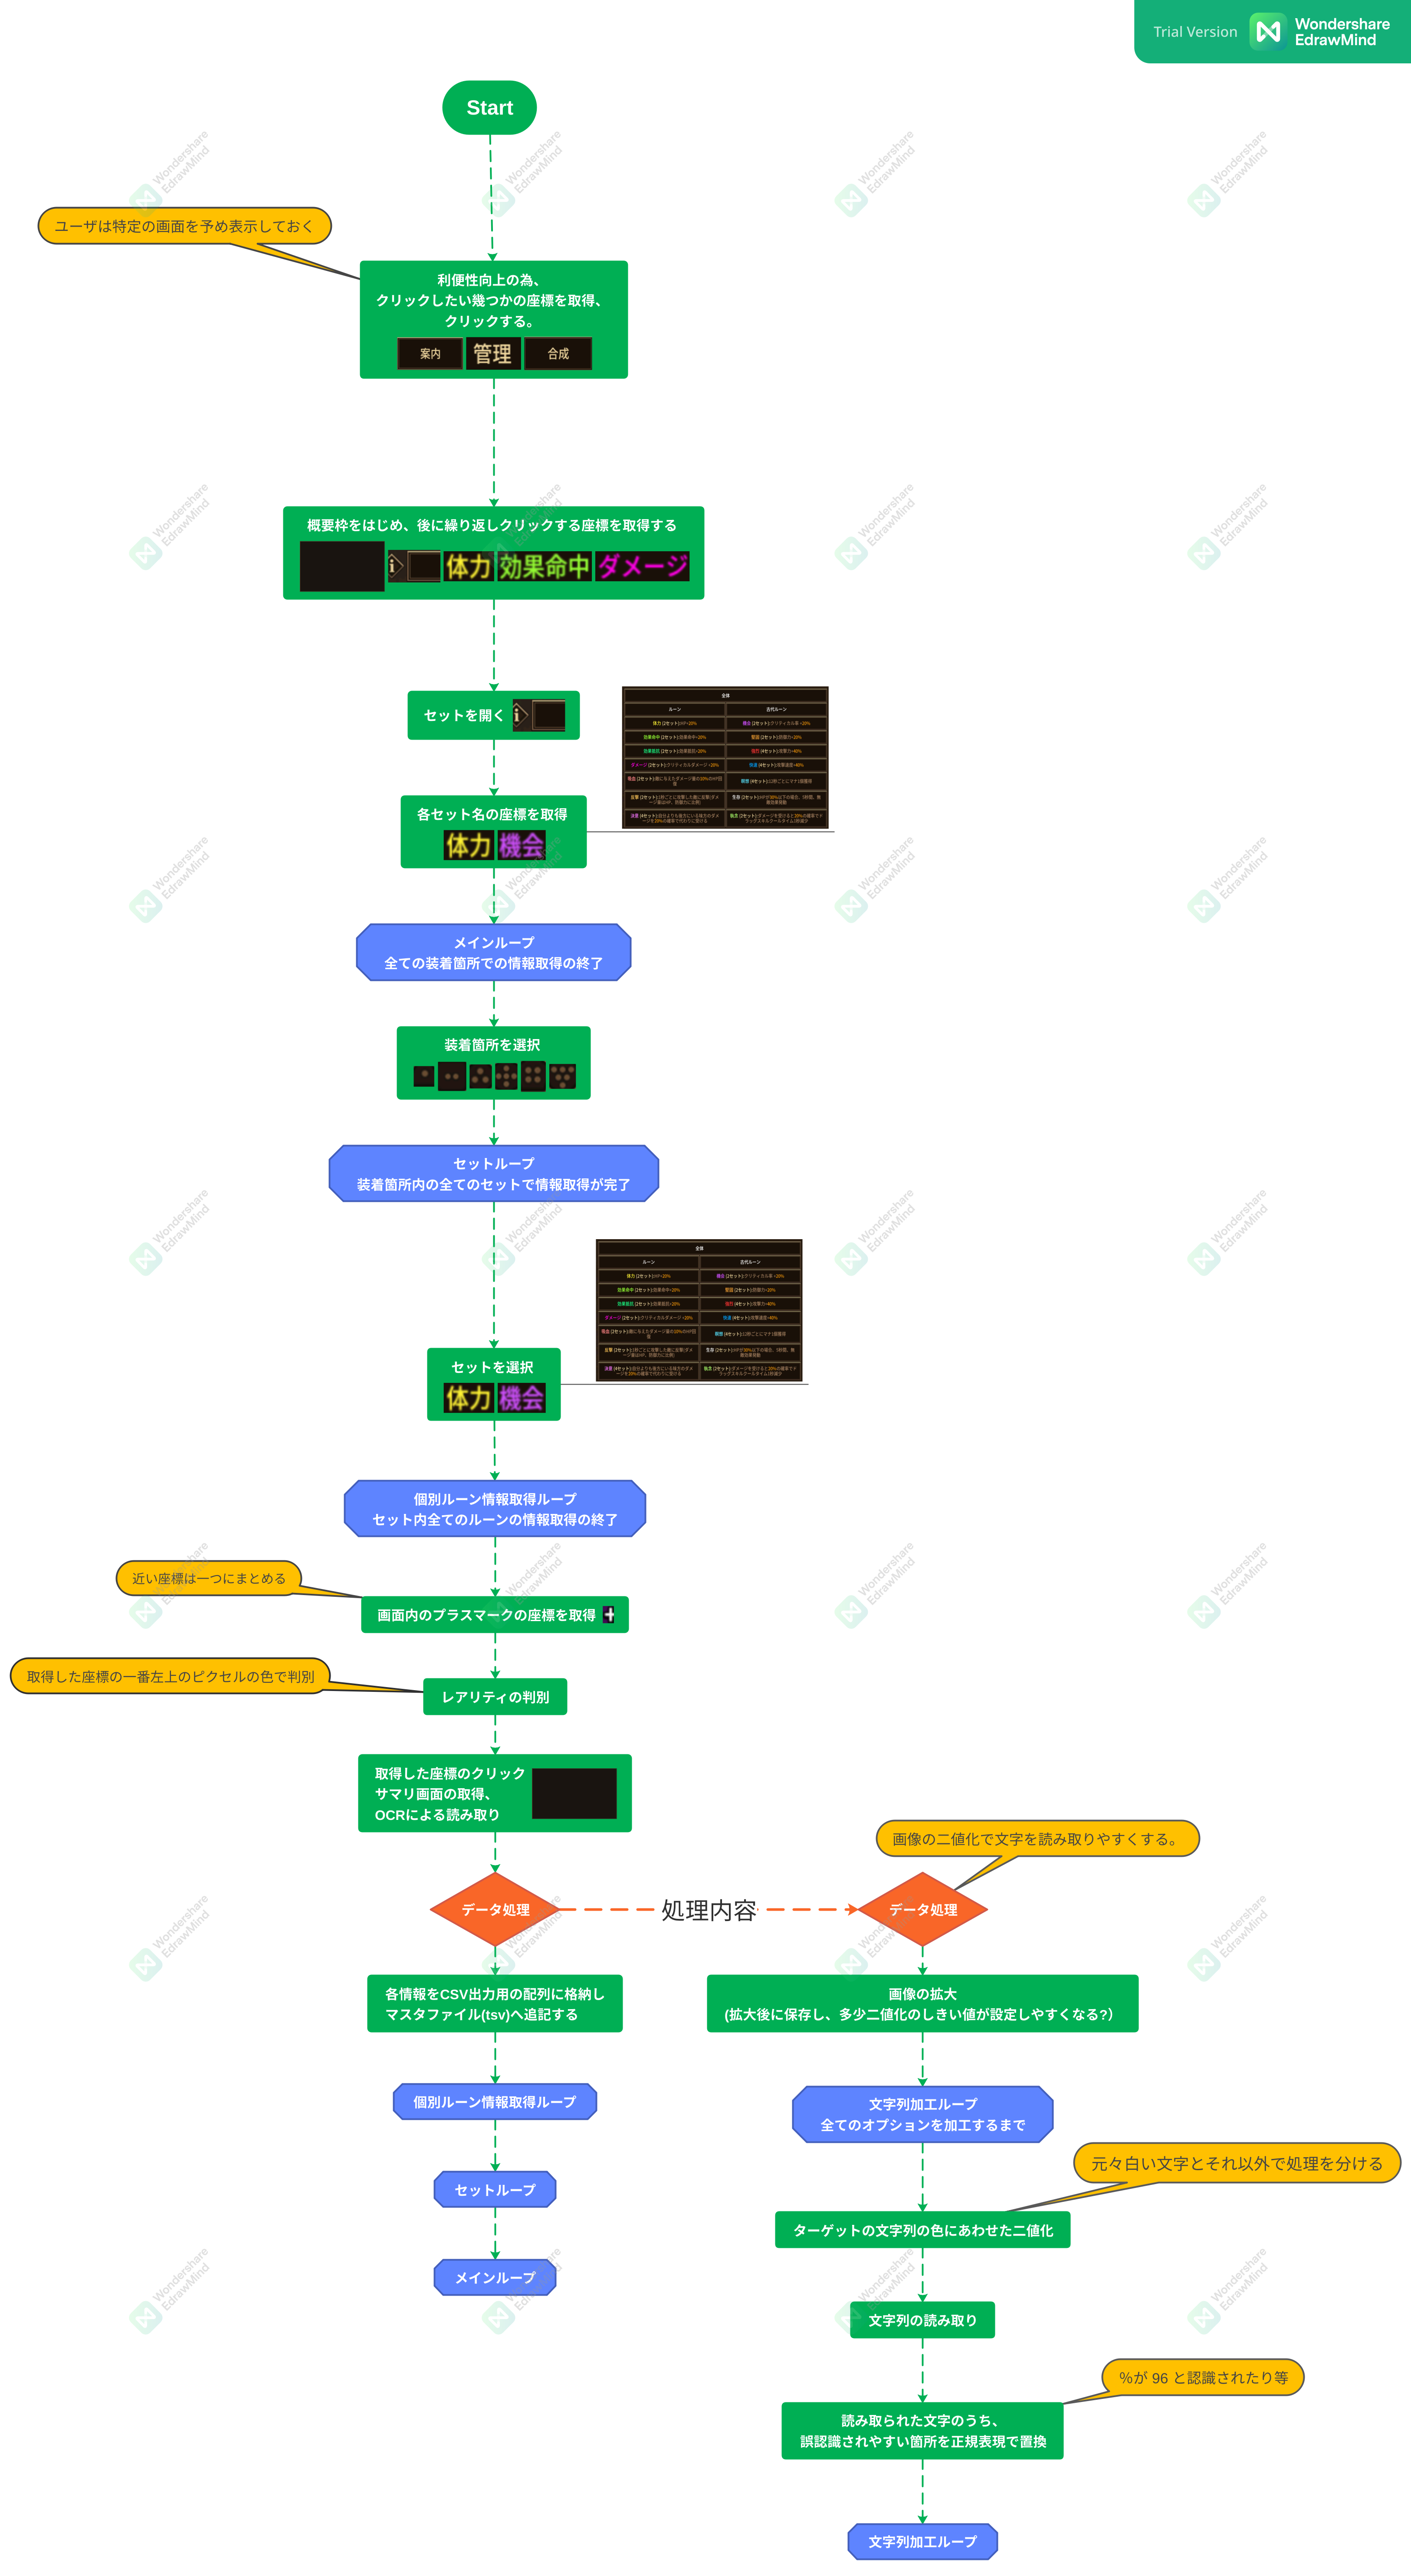 Trial Version
Wondershare
EdrawMind
Start
ユーザは特定の画面を予め表示しておく
利便性向上の為、
クリックしたい幾つかの座標を取得、
クリックする。
案内 管理 合成
概要枠をはじめ、後に繰り返しクリックする座標を取得する
i 体力 効果命中 ダメージ
セットを開く i
全体
ルーン 古代ルーン
各セット名の座標を取得
体力 機会
メインループ
全ての装着箇所での情報取得の終了
装着箇所を選択
セットループ
装着箇所内の全てのセットで情報取得が完了
全体
ルーン 古代ルーン
セットを選択
体力 機会
個別ルーン情報取得ループ
セット内全てのルーンの情報取得の終了
近い座標は一つにまとめる
画面内のプラスマークの座標を取得 +
取得した座標の一番左上のピクセルの色で判別
レアリティの判別
取得した座標のクリック
サマリ画面の取得、
OCRによる読み取り
画像の二値化で文字を読み取りやすくする。
データ処理
処理内容
データ処理
各情報をCSV出力用の配列に格納し
マスタファイル(tsv)へ追記する
画像の拡大
(拡大後に保存し、多少二値化のしきい値が設定しやすくなる?)
個別ルーン情報取得ループ
文字列加工ループ
全てのオプションを加工するまで
元々白い文字とそれ以外で処理を分ける
セットループ
ターゲットの文字列の色にあわせた二値化
メインループ
文字列の読み取り
％が 96 と認識されたり等
読み取られた文字のうち、
誤認識されやすい箇所を正規表現で置換
文字列加工ループ